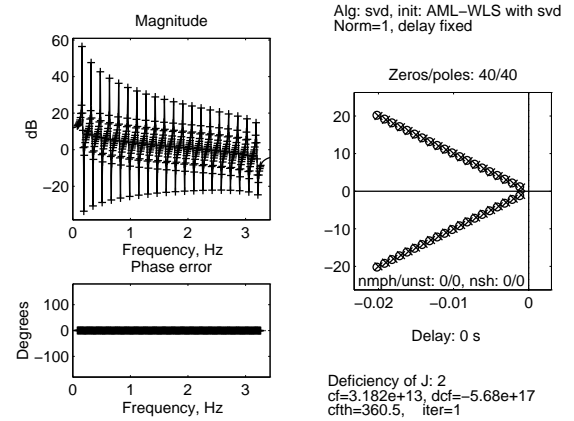 Alg: svd, init: AML−WLS with svd
Norm=1, delay fixed
Magnitude
60
40
20
0
−20
dB
0 1 2 3
Frequency, Hz
Phase error
100
0
−100
Degrees
0 1 2 3
Frequency, Hz
Zeros/poles: 40/40
20
10
0
−10
−20
nmph/unst: 0/0, nsh: 0/0
−0.02 −0.01 0
Delay: 0 s
Deficiency of J: 2
cf=3.182e+13, dcf=−5.68e+17
cfth=360.5, iter=1